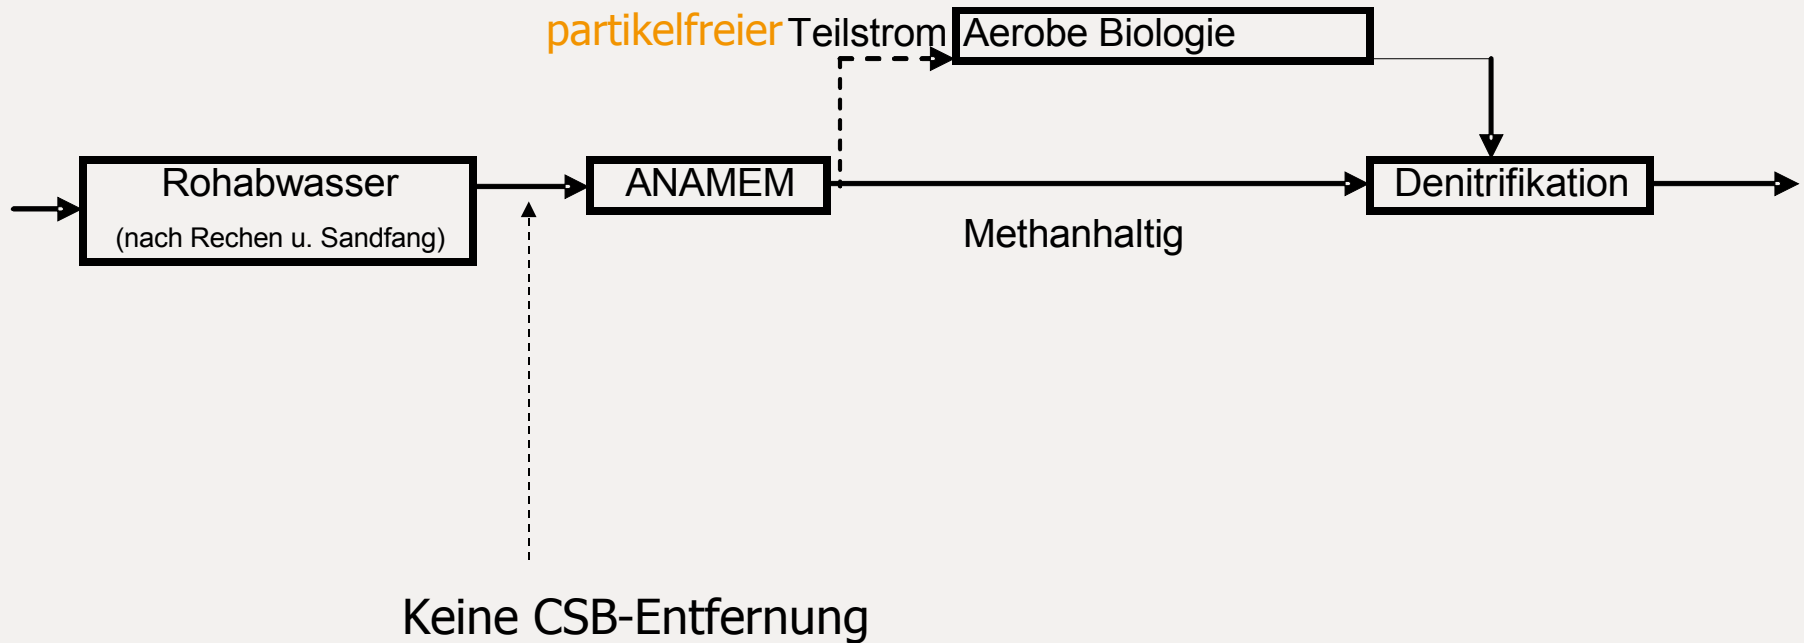 partikelfreier Teilstrom
Aerobe Biologie
Rohabwasser
(nach Rechen u. Sandfang)
ANAMEM
Denitrifikation
Methanhaltig
Keine CSB-Entfernung